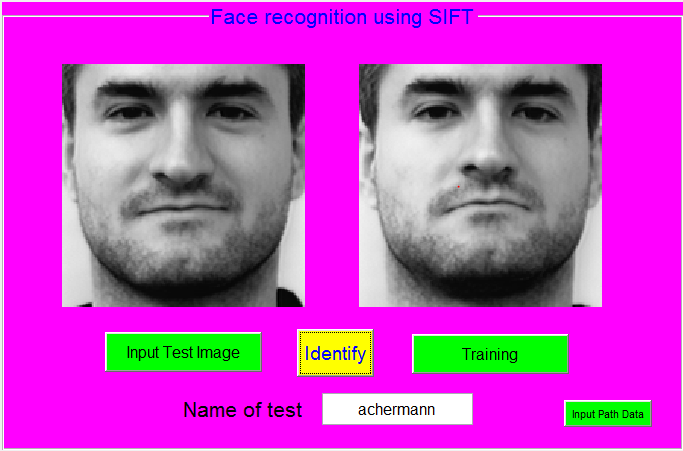 Face recognition using SIFT
Input Test Image
Identify
Training
Name of test
achermann
Input Path Data